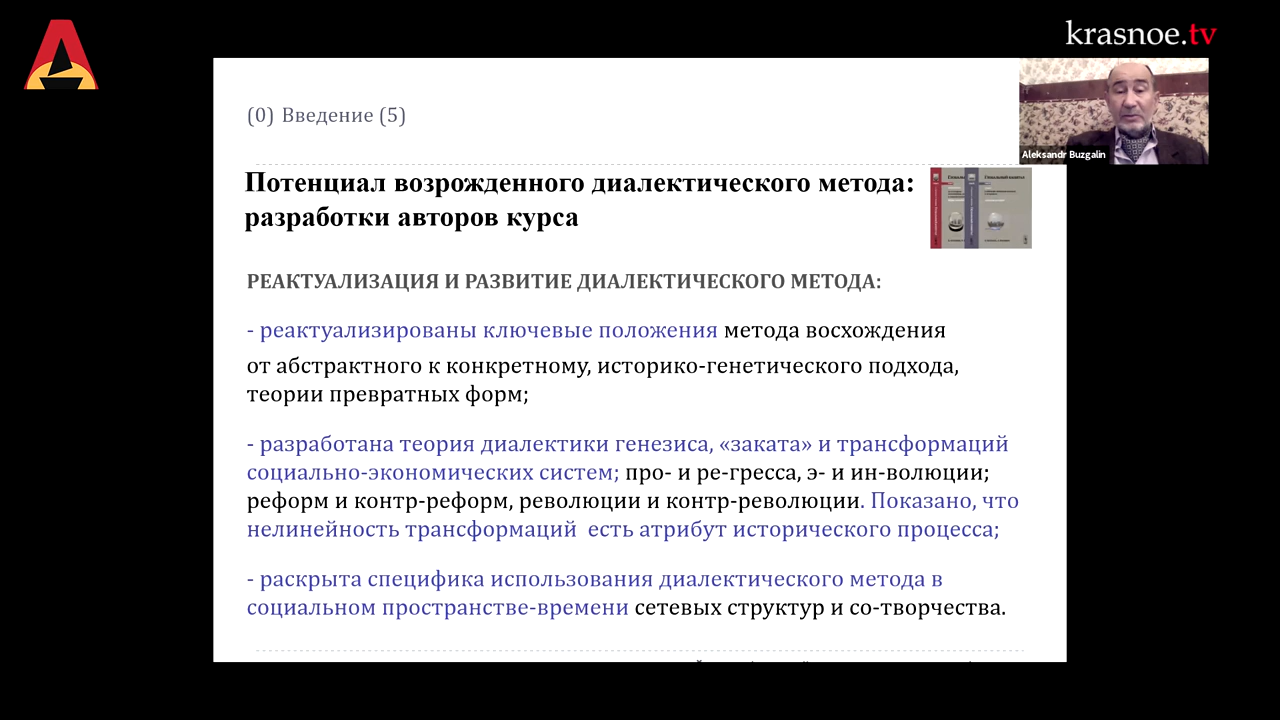 krasnoe.tv
Aleksandr Buzgalin
(0) Введение (5)
Потенциал возрожденного диалектического метода:
разработки авторов курса
РЕАКТУАЛИЗАЦИЯ И РАЗВИТИЕ ДИАЛЕКТИЧЕСКОГО МЕТОДА:
- реактуализированы ключевые положения метода восхождения
от абстрактного к конкретному, историко-генетического подхода,
теории превратных форм;
- разработана теория диалектики генезиса, «заката» и трансформаций
социально-экономических систем; про- и ре-гресса, э- и ин-волюции;
реформ и контр-реформ, революции и контр-революции. Показано, что
нелинейность трансформаций есть атрибут исторического процесса;
- раскрыта специфика использования диалектического метода в
социальном пространстве-времени сетевых структур и со-творчества.